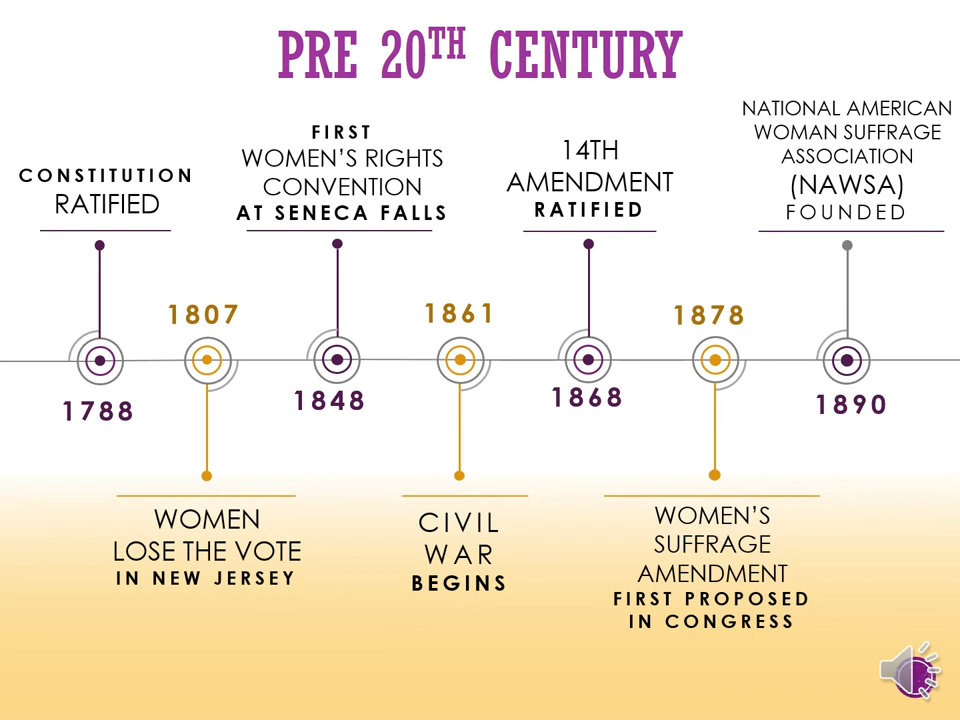 PRE 20TH CENTURY
CONSTITUTION
RATIFIED
1788
1807
WOMEN
LOSE THE VOTE
IN NEW JERSEY
FIRST
WOMEN'S RIGHTS
CONVENTION
AT SENECA FALLS
1848
1861
CIVIL
WAR
BEGINS
14TH
AMENDMENT
RATIFIED
1868
1878
WOMEN'S
SUFFRAGE
AMENDMENT
FIRST PROPOSED
IN CONGRESS
NATIONAL AMERICAN
WOMAN SUFFRAGE
ASSOCIATION
(NAWSA)
FOUNDED
1890